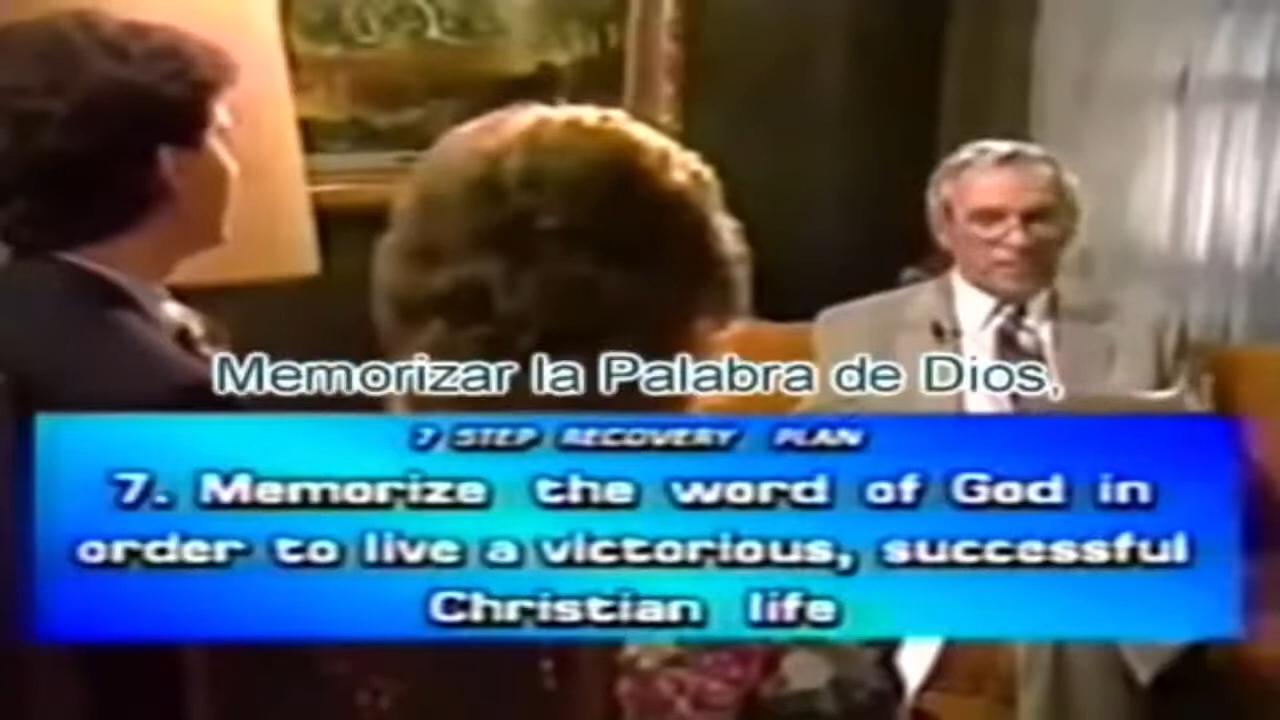 Memorizar la Palabra de Dios,
7 STEP RECOVERY PLAN
7. Memorize the word of God in
order to live a victorious, successful
Christian life